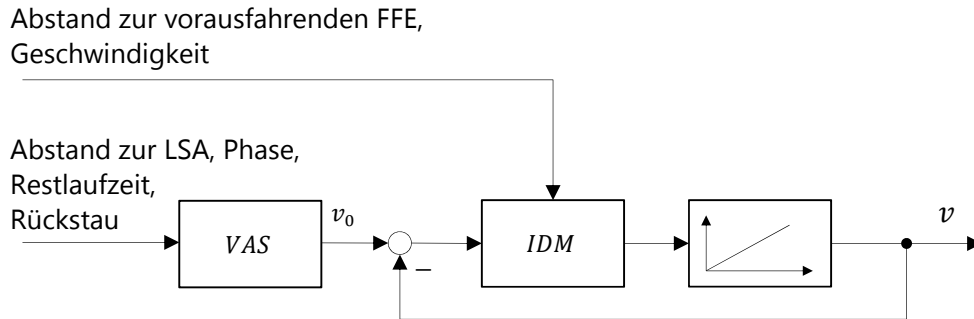 Abstand zur vorausfahrenden FFE,
Geschwindigkeit
Abstand zur LSA, Phase,
Restlaufzeit,
Rückstau
VAS
v₀
−
IDM
v